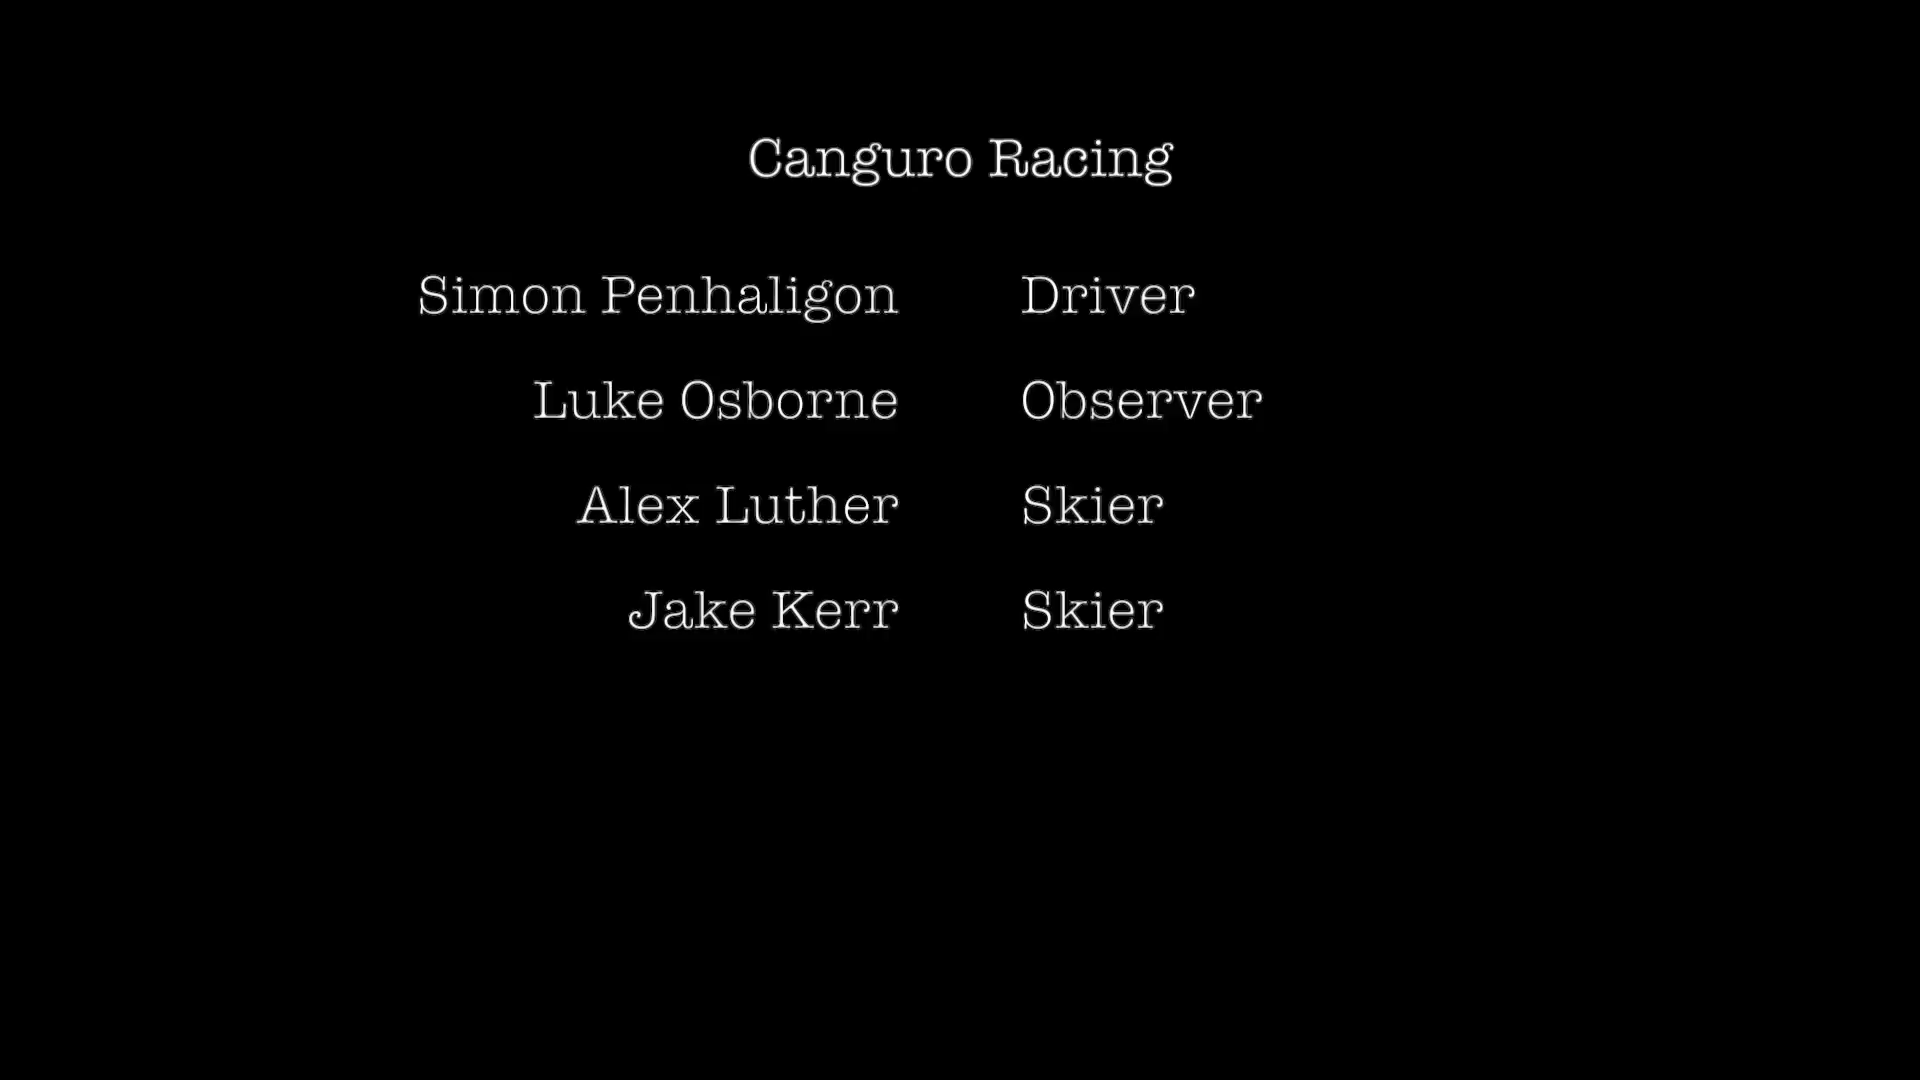 Canguro Racing
Simon Penhaligon Driver
Luke Osborne Observer
Alex Luther Skier
Jake Kerr Skier